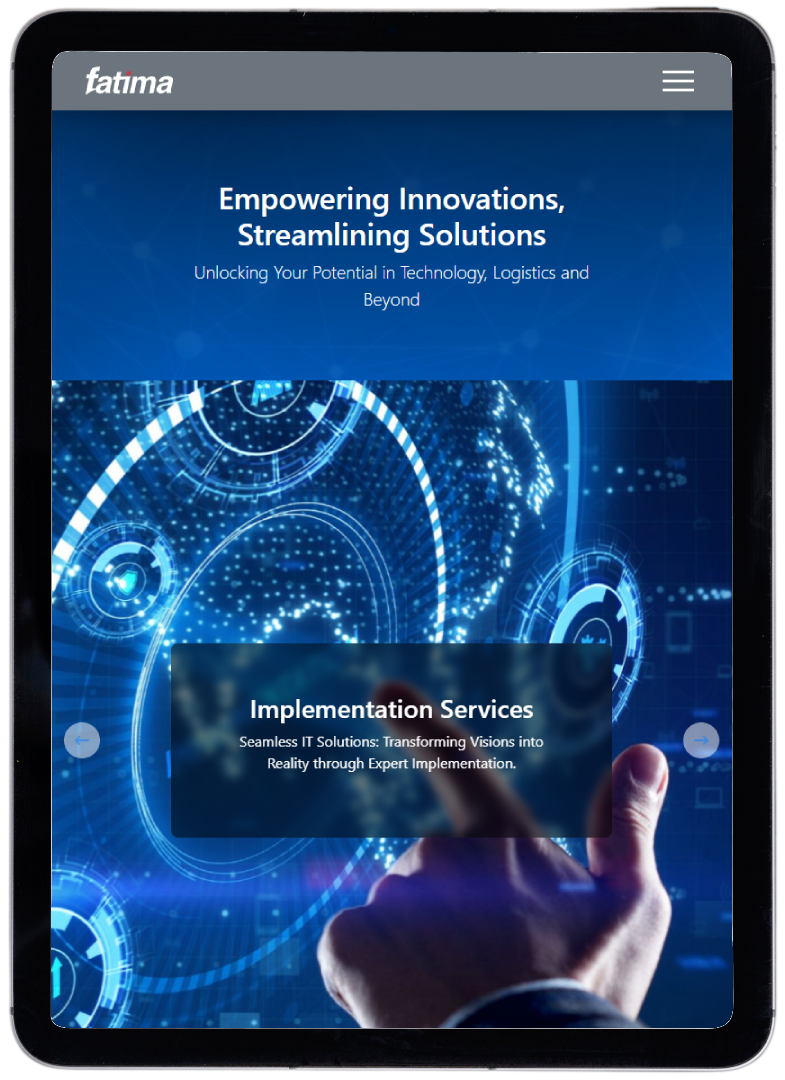 fatima
Empowering Innovations,
Streamlining Solutions
Unlocking Your Potential in Technology, Logistics and
Beyond
Implementation Services
Seamless IT Solutions: Transforming Visions into
Reality through Expert Implementation.